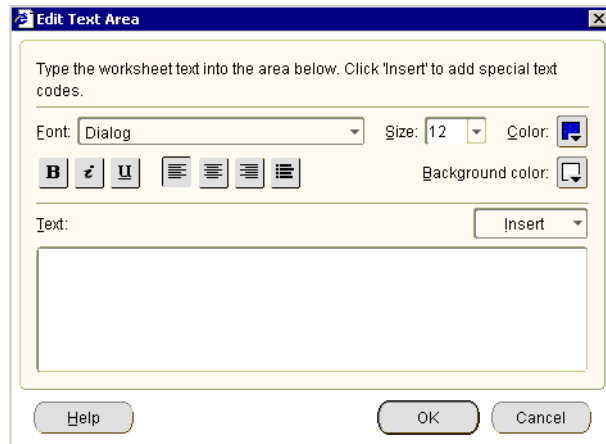 Edit Text Area
Type the worksheet text into the area below. Click 'Insert' to add special text
codes.
Font: Dialog Size: 12 Color:
B i U Background color:
Text: Insert
Help OK Cancel